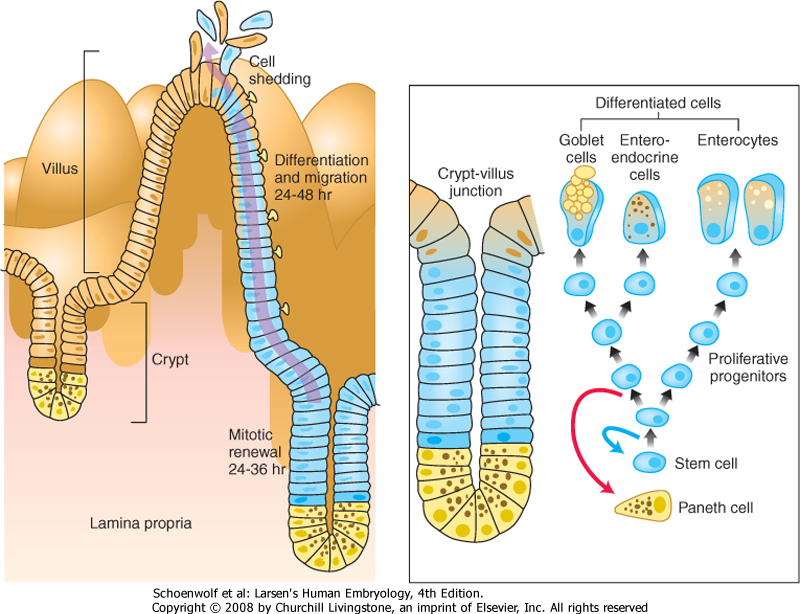 Cell
shedding
Villus
Differentiation
and migration
24-48 hr
Crypt
Mitotic
renewal
24-36 hr
Lamina propria
Differentiated cells
Goblet
cells
Entero-
endocrine
cells
Enterocytes
Crypt-villus
junction
Proliferative
progenitors
Stem cell
Paneth cell
Schoenwolf et al: Larsen's Human Embryology, 4th Edition.
Copyright © 2008 by Churchill Livingstone, an imprint of Elsevier, Inc. All rights reserved